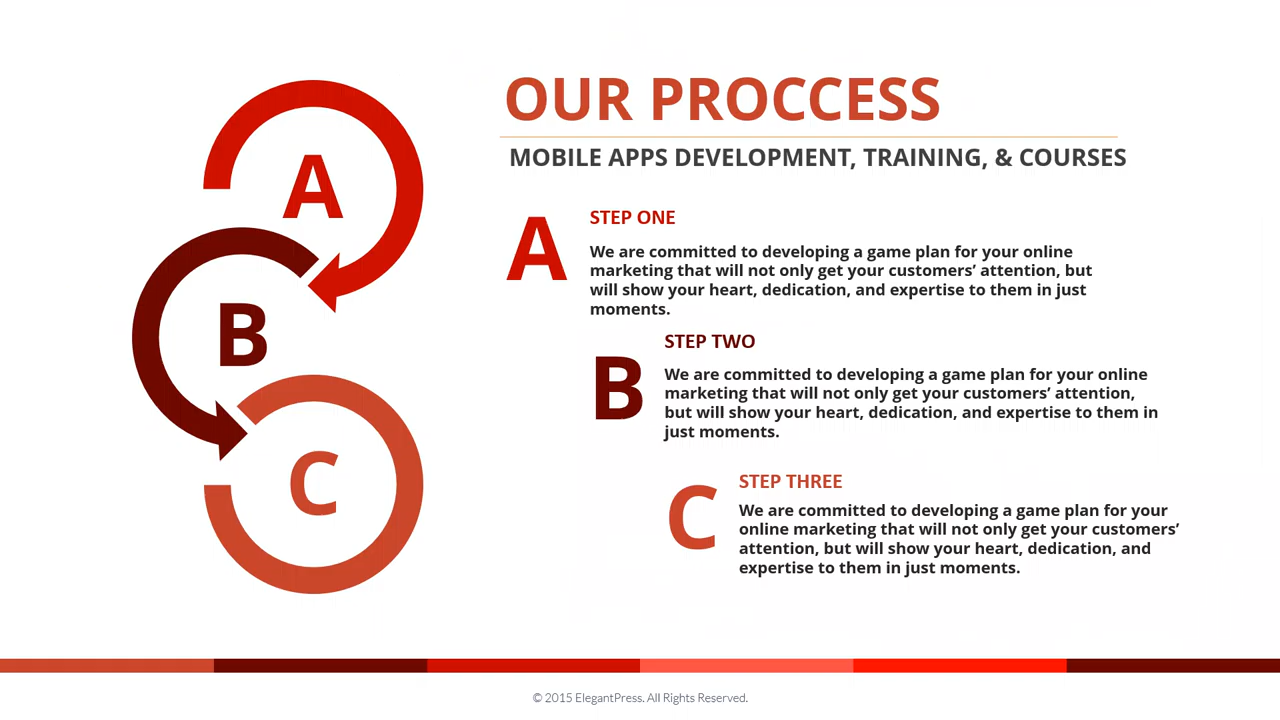 OUR PROCCESS
MOBILE APPS DEVELOPMENT, TRAINING, & COURSES
A
B
C
A
STEP ONE
We are committed to developing a game plan for your online
marketing that will not only get your customers’ attention, but
will show your heart, dedication, and expertise to them in just
moments.
B
STEP TWO
We are committed to developing a game plan for your online
marketing that will not only get your customers’ attention,
but will show your heart, dedication, and expertise to them in
just moments.
C
STEP THREE
We are committed to developing a game plan for your
online marketing that will not only get your customers’
attention, but will show your heart, dedication, and
expertise to them in just moments.
© 2015 ElegantPress. All Rights Reserved.